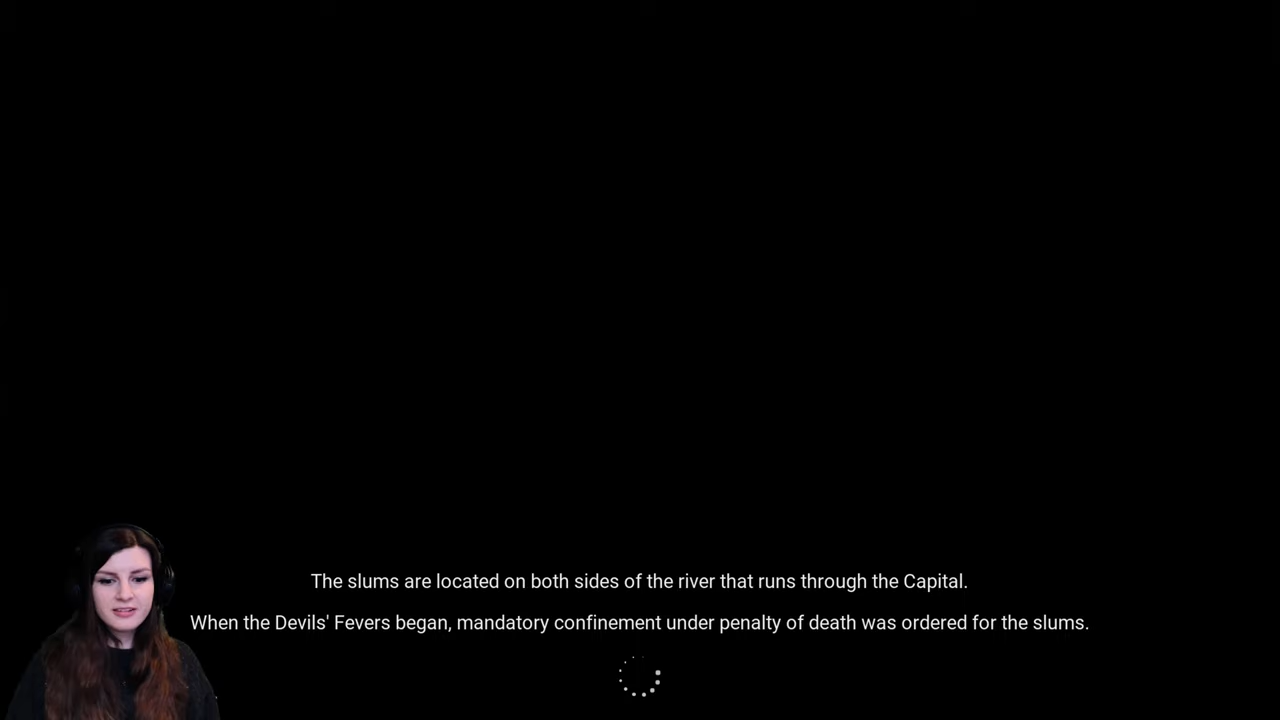 The slums are located on both sides of the river that runs through the Capital.
When the Devils' Fevers began, mandatory confinement under penalty of death was ordered for the slums.